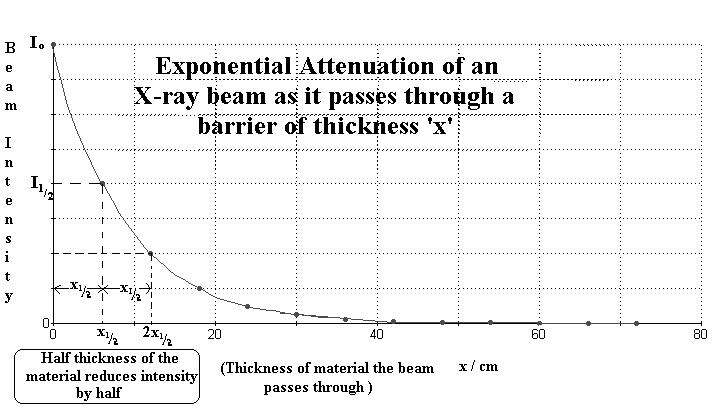 Exponential Attenuation of an
X-ray beam as it passes through a
barrier of thickness 'x'
Beam Intensity
I₀
I₁/₂
0
x₁/₂
x₁/₂
0
x₁/₂
2x₁/₂
20
40
60
80
Half thickness of the
material reduces intensity
by half
(Thickness of material the beam
passes through )
x / cm